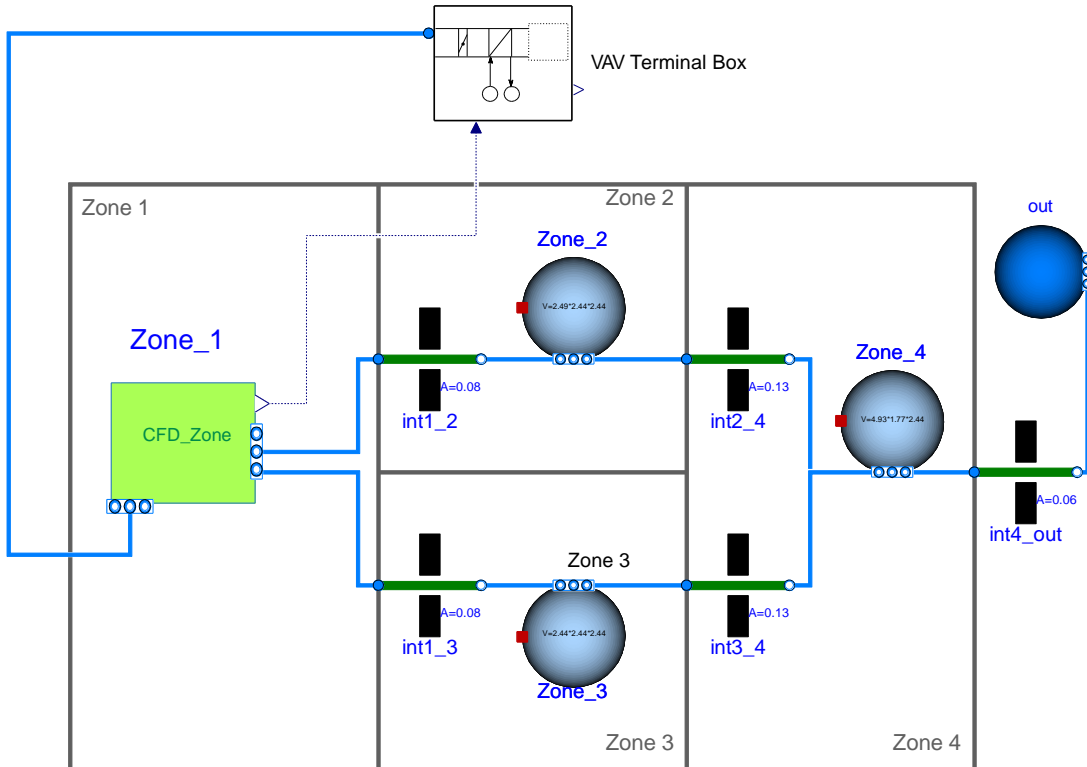 VAV Terminal Box
Zone 1
Zone 2
out
Zone_2
V=2.49*2.44*2.44
Zone_1
Zone_4
A=0.08
A=0.13
V=4.93*1.77*2.44
int1_2
int2_4
CFD_Zone
A=0.06
int4_out
Zone 3
A=0.08
A=0.13
V=2.44*2.44*2.44
int1_3
int3_4
Zone_3
Zone 3
Zone 4